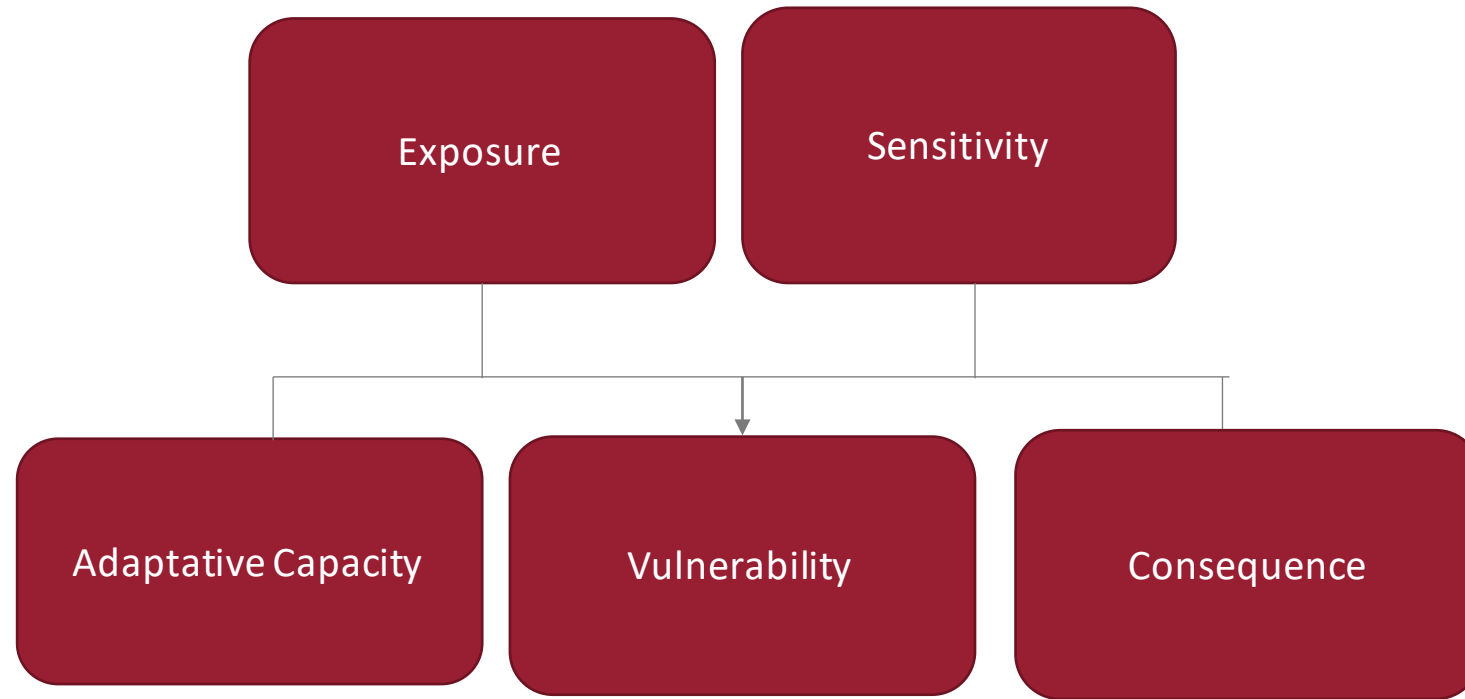 Exposure
Sensitivity
Adaptative Capacity
Vulnerability
Consequence